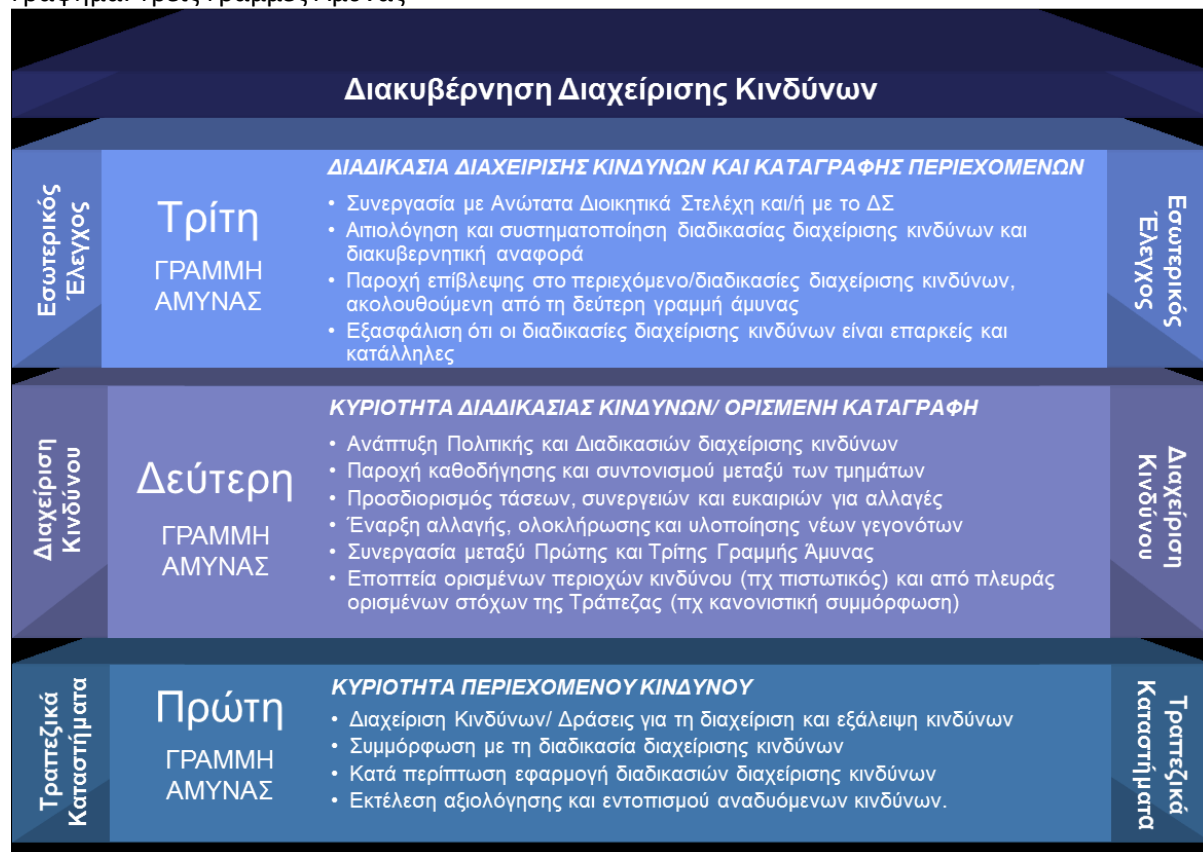 Γράφημα: Τρεις Γραμμές Άμυνας
Διακυβέρνηση Διαχείρισης Κινδύνων
Εσωτερικός
Έλεγχος
Τρίτη
ΓΡΑΜΜΗ
ΑΜΥΝΑΣ
ΔΙΑΔΙΚΑΣΙΑ ΔΙΑΧΕΙΡΙΣΗΣ ΚΙΝΔΥΝΩΝ ΚΑΙ ΚΑΤΑΓΡΑΦΗΣ ΠΕΡΙΕΧΟΜΕΝΩΝ
• Συνεργασία με Ανώτατα Διοικητικά Στελέχη και/ή με το ΔΣ
• Αιτιολόγηση και συστηματοποίηση διαδικασίας διαχείρισης κινδύνων και
διακυβερνητική αναφορά
• Παροχή επίβλεψης στο περιεχόμενο/διαδικασίες διαχείρισης κινδύνων,
ακολουθούμενη από τη δεύτερη γραμμή άμυνας
• Εξασφάλιση ότι οι διαδικασίες διαχείρισης κινδύνων είναι επαρκείς και
κατάλληλες
Εσωτερικός
Έλεγχος
Διαχείριση
Κινδύνου
Δεύτερη
ΓΡΑΜΜΗ
ΑΜΥΝΑΣ
ΚΥΡΙΟΤΗΤΑ ΔΙΑΔΙΚΑΣΙΑΣ ΚΙΝΔΥΝΩΝ/ ΟΡΙΣΜΕΝΗ ΚΑΤΑΓΡΑΦΗ
• Ανάπτυξη Πολιτικής και Διαδικασιών διαχείρισης κινδύνων
• Παροχή καθοδήγησης και συντονισμού μεταξύ των τμημάτων
• Προσδιορισμός τάσεων, συνεργειών και ευκαιριών για αλλαγές
• Έναρξη αλλαγής, ολοκλήρωσης και υλοποίησης νέων γεγονότων
• Συνεργασία μεταξύ Πρώτης και Τρίτης Γραμμής Άμυνας
• Εποπτεία ορισμένων περιοχών κινδύνου (πχ πιστωτικός) και από πλευράς
ορισμένων στόχων της Τράπεζας (πχ κανονιστική συμμόρφωση)
Διαχείριση
Κινδύνου
Τραπεζικά
Καταστήματα
Πρώτη
ΓΡΑΜΜΗ
ΑΜΥΝΑΣ
ΚΥΡΙΟΤΗΤΑ ΠΕΡΙΕΧΟΜΕΝΟΥ ΚΙΝΔΥΝΟΥ
• Διαχείριση Κινδύνων/ Δράσεις για τη διαχείριση και εξάλειψη κινδύνων
• Συμμόρφωση με τη διαδικασία διαχείρισης κινδύνων
• Κατά περίπτωση εφαρμογή διαδικασιών διαχείρισης κινδύνων
• Εκτέλεση αξιολόγησης και εντοπισμού αναδυόμενων κινδύνων.
Τραπεζικά
Καταστήματα